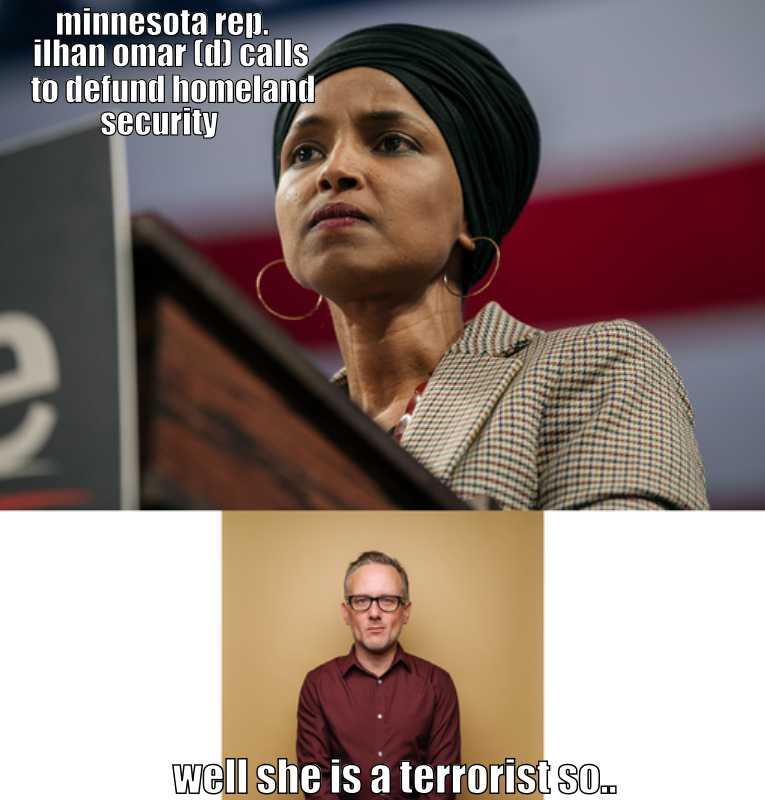 minnesota rep.
ilhan omar (d) calls
to defund homeland
security
e
well she is a terrorist so..